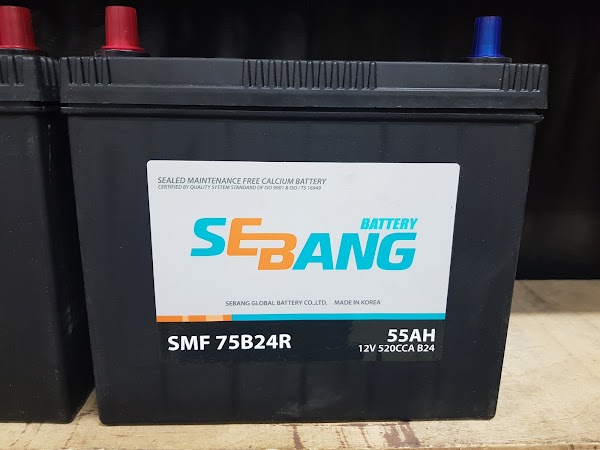 SEALED MAINTENANCE FREE CALCIUM BATTERY
CERTIFIED BY QUALITY SYSTEM STANDARD OF ISO 9001 & ISO / TS 16949
BATTERY
SEBANG
SEBANG GLOBAL BATTERY CO.,LTD. MADE IN KOREA
SMF 75B24R
55AH
12V 520CCA B24